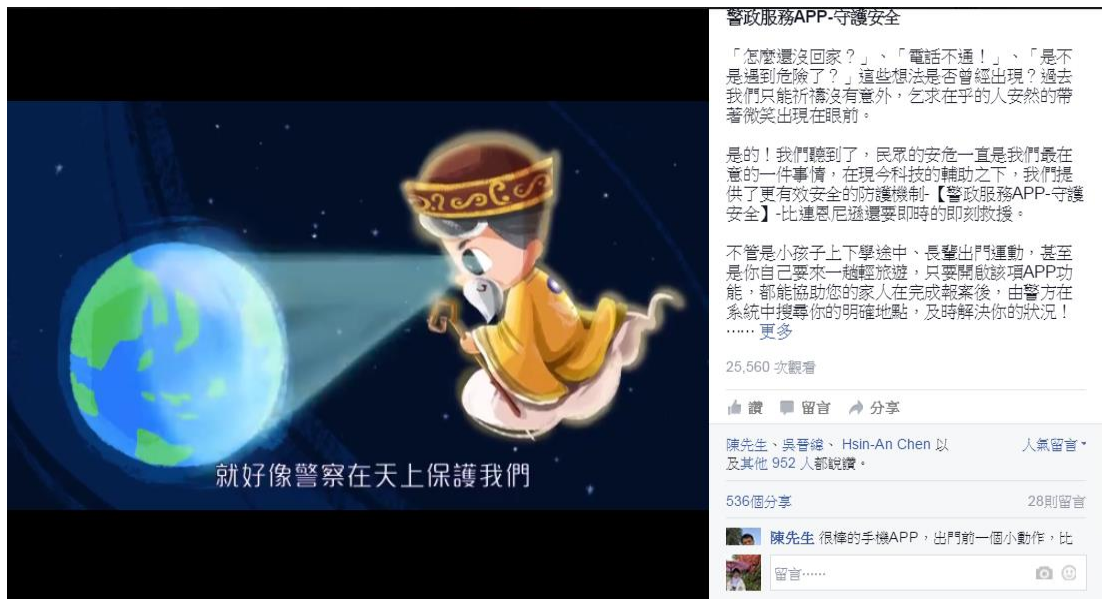 就好像警察在天上保護我們
警政服務APP-守護安全
「怎麼還沒回家？」、「電話不通！」、「是不
是遇到危險了？」這些想法是否曾經出現？過去
我們只能祈禱沒有意外，乞求在乎的人安然的帶
著微笑出現在眼前。
是的！我們聽到了，民眾的安危一直是我們最在
意的一件事情，在現今科技的輔助之下，我們提
供了更有效安全的防護機制-【警政服務APP-守護
安全】-比連恩尼遜還要即時的即刻救援。
不管是小孩子上下學途中、長輩出門運動，甚至
是你自己要來一趟輕旅遊，只要開啟該項APP功
能，都能協助您的家人在完成報案後，由警方在
系統中搜尋你的明確地點，及時解決你的狀況！
…… 更多
25,560 次觀看
讚 留言 分享
陳先生、吳晉緯、 Hsin-An Chen 以
及其他 952 人都說讚。
人氣留言
536個分享
28則留言
陳先生 很棒的手機APP，出門前一個小動作，比
留言……